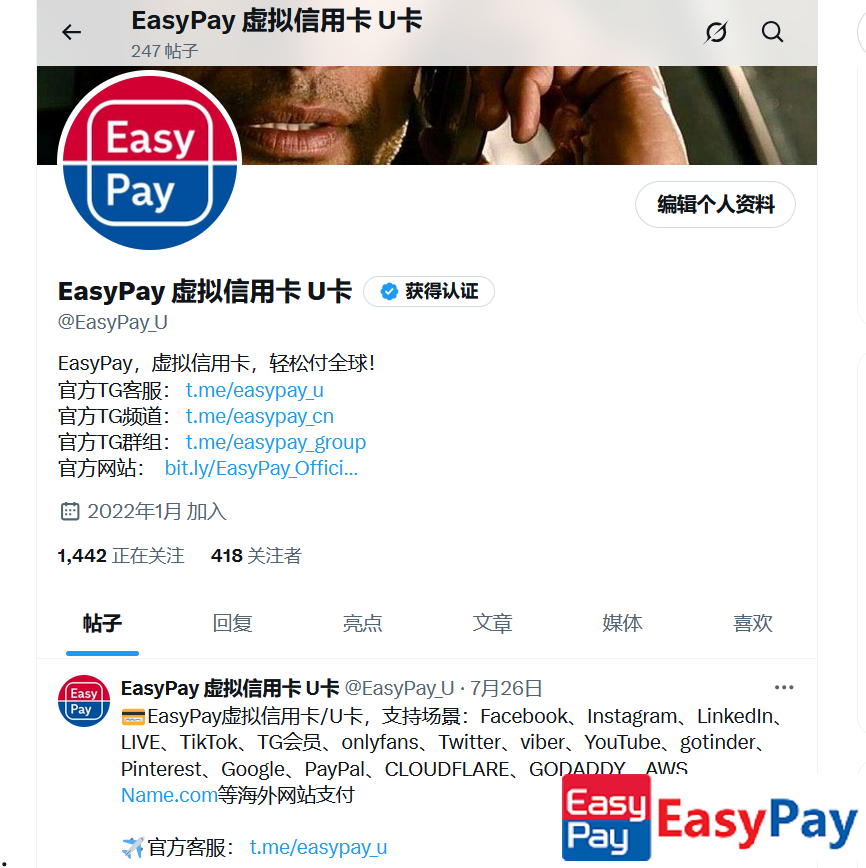 EasyPay 虚拟信用卡 U卡
247 帖子
Easy
Pay
编辑个人资料
EasyPay 虚拟信用卡 U卡 获得认证
@EasyPay_U
EasyPay，虚拟信用卡，轻松付全球！
官方TG客服： t.me/easypay_u
官方TG频道： t.me/easypay_cn
官方TG群组： t.me/easypay_group
官方网站： bit.ly/EasyPay_Offici...
2022年1月 加入
1,442 正在关注 418 关注者
帖子 回复 亮点 文章 媒体 喜欢
Easy
Pay
EasyPay 虚拟信用卡 U卡 @EasyPay_U · 7月26日
EasyPay虚拟信用卡/U卡，支持场景：Facebook、Instagram、LinkedIn、
LIVE、TikTok、TG会员、onlyfans、Twitter、viber、YouTube、gotinder、
Pinterest、Google、PayPal、CLOUDFLARE、GODADDY、AWS
Name.com等海外网站支付
官方客服： t.me/easypay_u
Easy
Pay
EasyPay